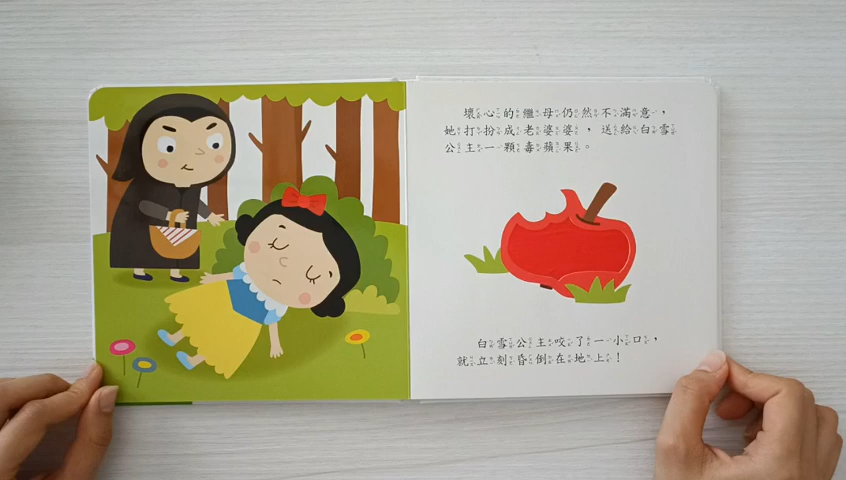 壞心的繼母仍然不滿意，
她打扮成老婆婆，送給白雪
公主一顆毒蘋果。
白雪公主咬了一小口，
就立刻昏倒在地上！